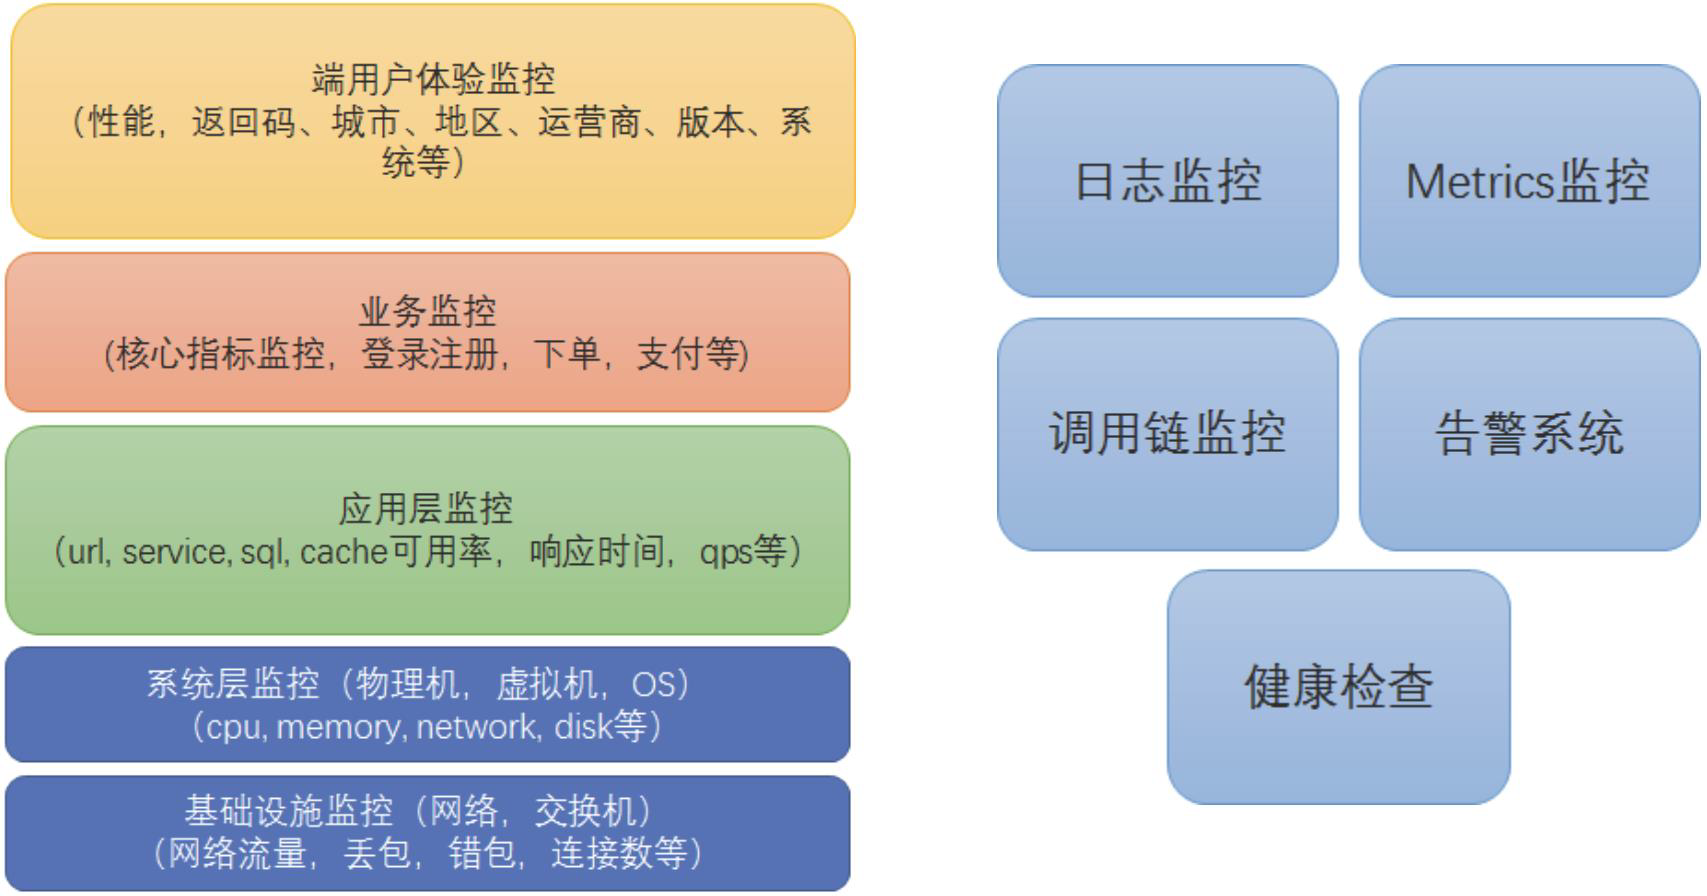 端用户体验监控
（性能，返回码、城市、地区、运营商、版本、系
统等）
业务监控
(核心指标监控，登录注册，下单，支付等)
应用层监控
（url, service, sql, cache可用率，响应时间，qps等）
系统层监控（物理机，虚拟机，OS）
（cpu, memory, network, disk等）
基础设施监控（网络，交换机）
（网络流量，丢包，错包，连接数等）
日志监控
Metrics监控
调用链监控
告警系统
健康检查